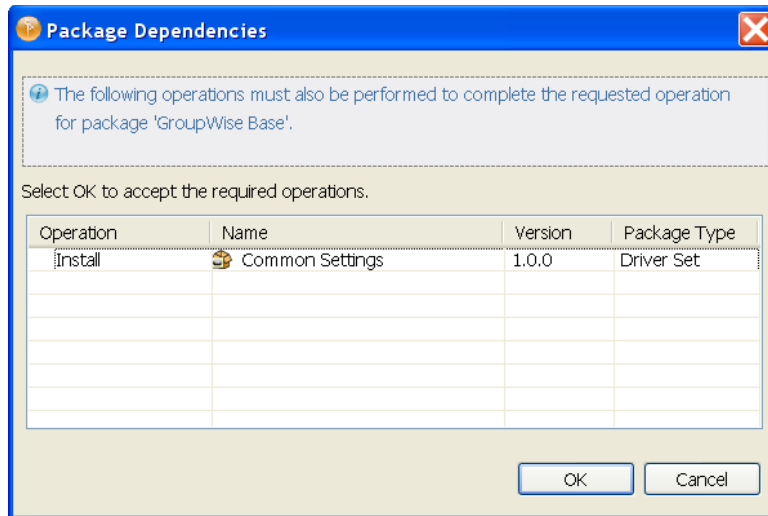 Package Dependencies
The following operations must also be performed to complete the requested operation
for package 'GroupWise Base'.
Select OK to accept the required operations.
Operation Name Version Package Type
Install Common Settings 1.0.0 Driver Set
OK Cancel